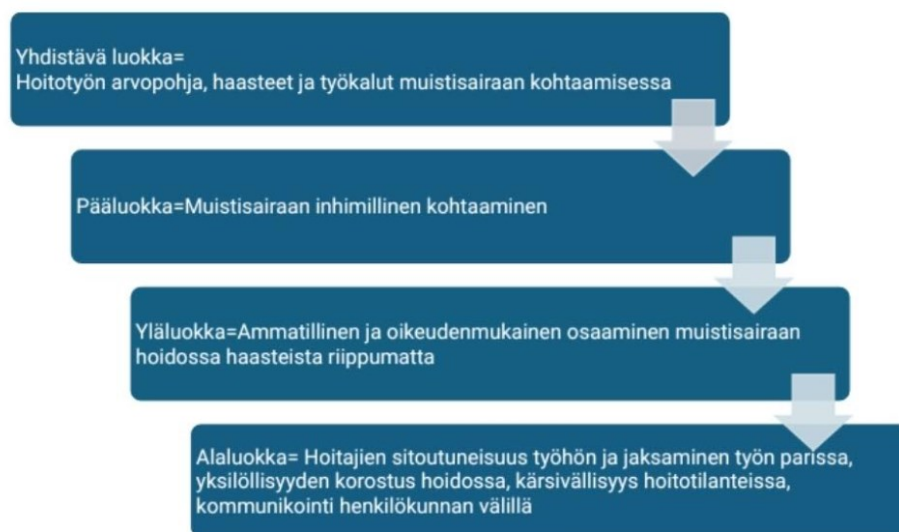 Yhdistävä luokka=
Hoitotyön arvopohja, haasteet ja työkalut muistisairaan kohtaamisessa
Pääluokka=Muistisairaan inhimillinen kohtaaminen
Yläluokka=Ammatillinen ja oikeudenmukainen osaaminen muistisairaan
hoidossa haasteista riippumatta
Alaluokka= Hoitajien sitoutuneisuus työhön ja jaksaminen työn parissa,
yksilöllisyyden korostus hoidossa, kärsivällisyys hoitotilanteissa,
kommunikointi henkilökunnan välillä